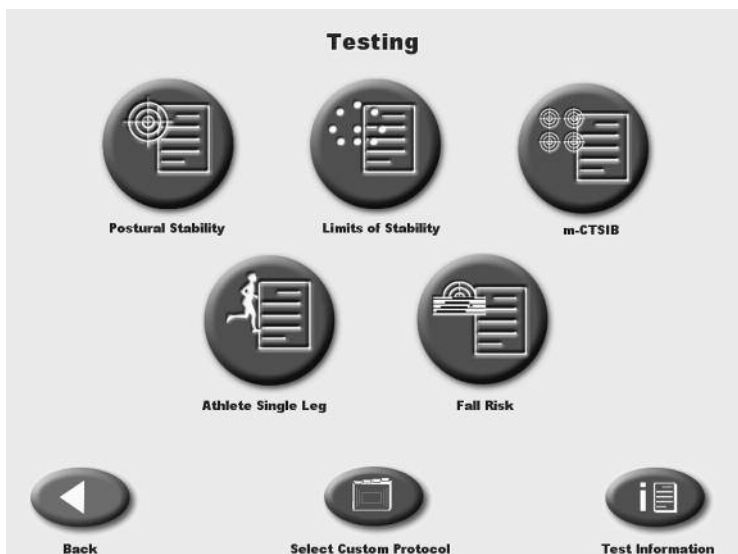 Testing
Postural Stability
Limits of Stability
m-CTSIB
Athlete Single Leg
Fall Risk
Back
Select Custom Protocol
Test Information